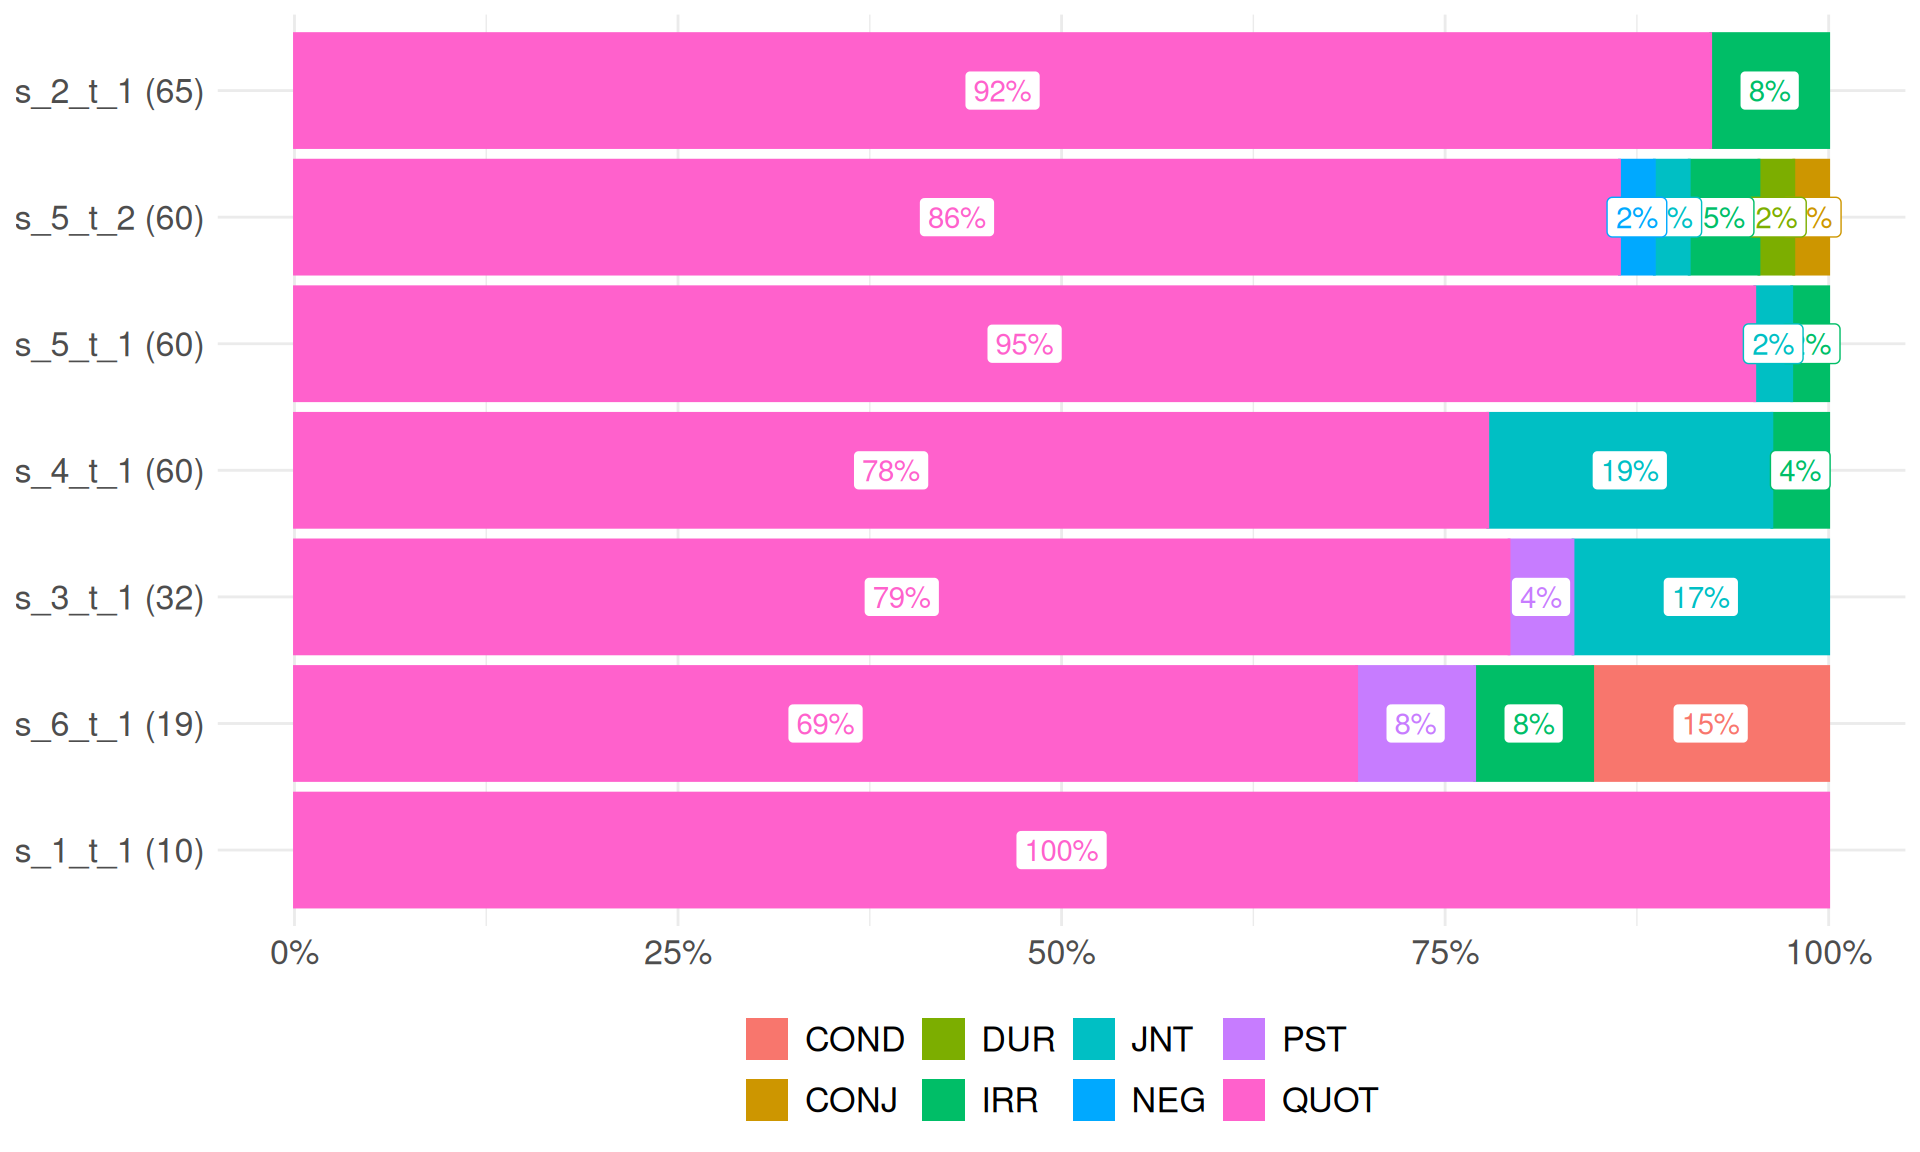 s_2_t_1 (65) 92% 8%
s_5_t_2 (60) 86% 2% % 5% 2% %
s_5_t_1 (60) 95% 2% %
s_4_t_1 (60) 78% 19% 4%
s_3_t_1 (32) 79% 4% 17%
s_6_t_1 (19) 69% 8% 8% 15%
s_1_t_1 (10) 100%
0% 25% 50% 75% 100%
COND DUR JNT PST
CONJ IRR NEG QUOT